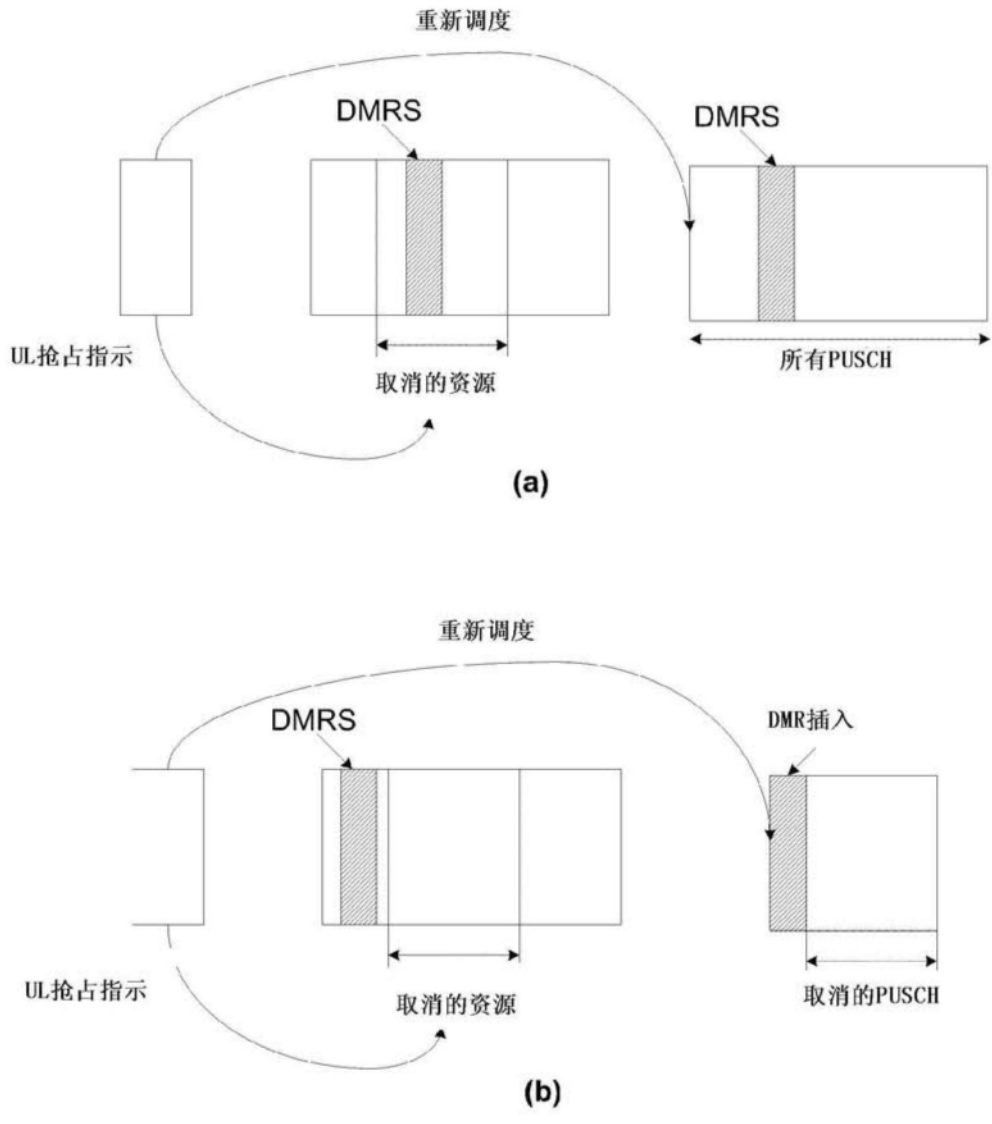 重新调度
DMRS
DMRS
UL抢占指示
取消的资源
所有PUSCH
(a)
重新调度
DMRS
DMR插入
UL抢占指示
取消的资源
取消的PUSCH
(b)